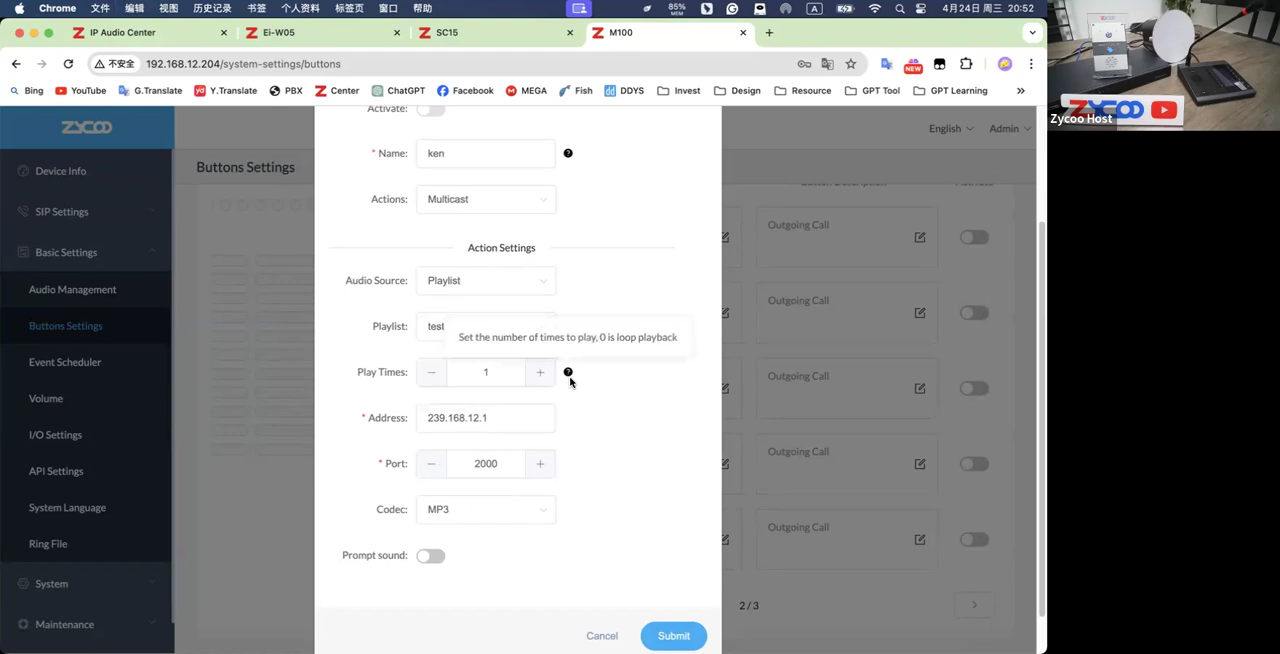 Chrome 文件 编辑 视图 历史记录 书签 个人资料 标签页 窗口 帮助 85% MEM A 4月24日 周三 20:52
IP Audio Center Ei-W05 SC15 M100
不安全 192.168.12.204/system-settings/buttons NEW
Bing YouTube G.Translate Y.Translate PBX Center ChatGPT Facebook MEGA Fish DDYS Invest Design Resource GPT Tool GPT Learning
ZYCOO
Zycoo Host
English Admin
Buttons Settings
Device Info
SIP Settings
Basic Settings
Audio Management
Buttons Settings
Event Scheduler
Volume
I/O Settings
API Settings
System Language
Ring File
System
Maintenance
Activate:
* Name: ken
Actions: Multicast
Action Settings
Audio Source: Playlist
Playlist: test
Set the number of times to play, 0 is loop playback
Play Times: 1
* Address: 239.168.12.1
* Port: 2000
Codec: MP3
Prompt sound:
Cancel Submit
Outgoing Call
Outgoing Call
Outgoing Call
Outgoing Call
Outgoing Call
2/3